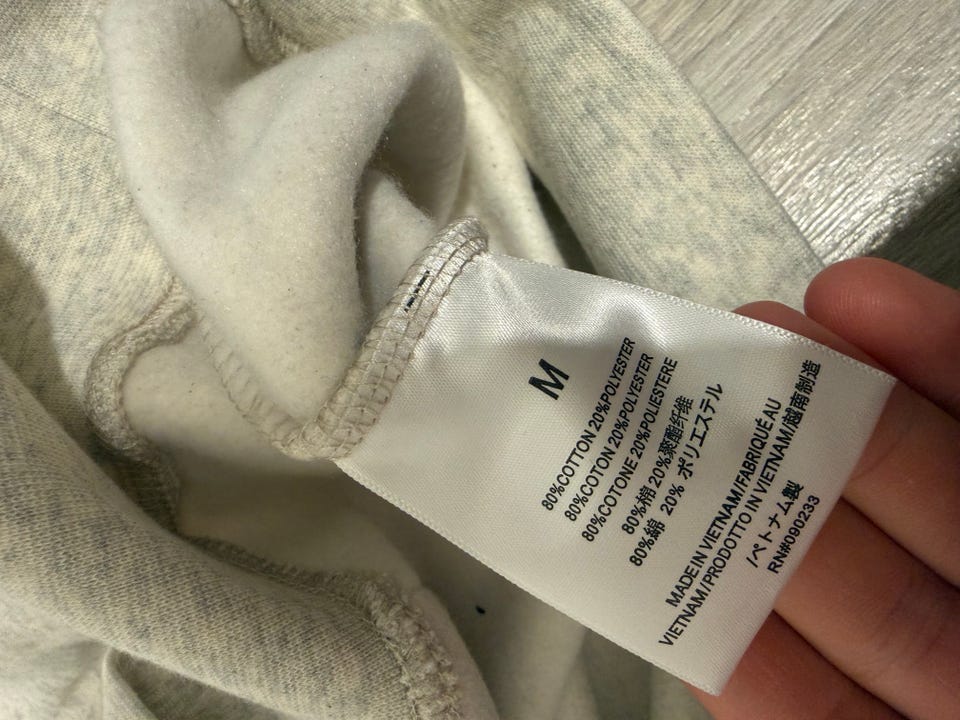 M
80%COTTON 20%POLYESTER
80%COTON 20%POLYESTER
80%COTONE 20%POLIESTERE
80%棉 20%聚酯纤维
80%綿 20% ポリエステル
MADE IN VIETNAM/FABRIQUÉ AU
VIETNAM/PRODOTTO IN VIETNAM/越南制造
/ベトナム製
RN#090233